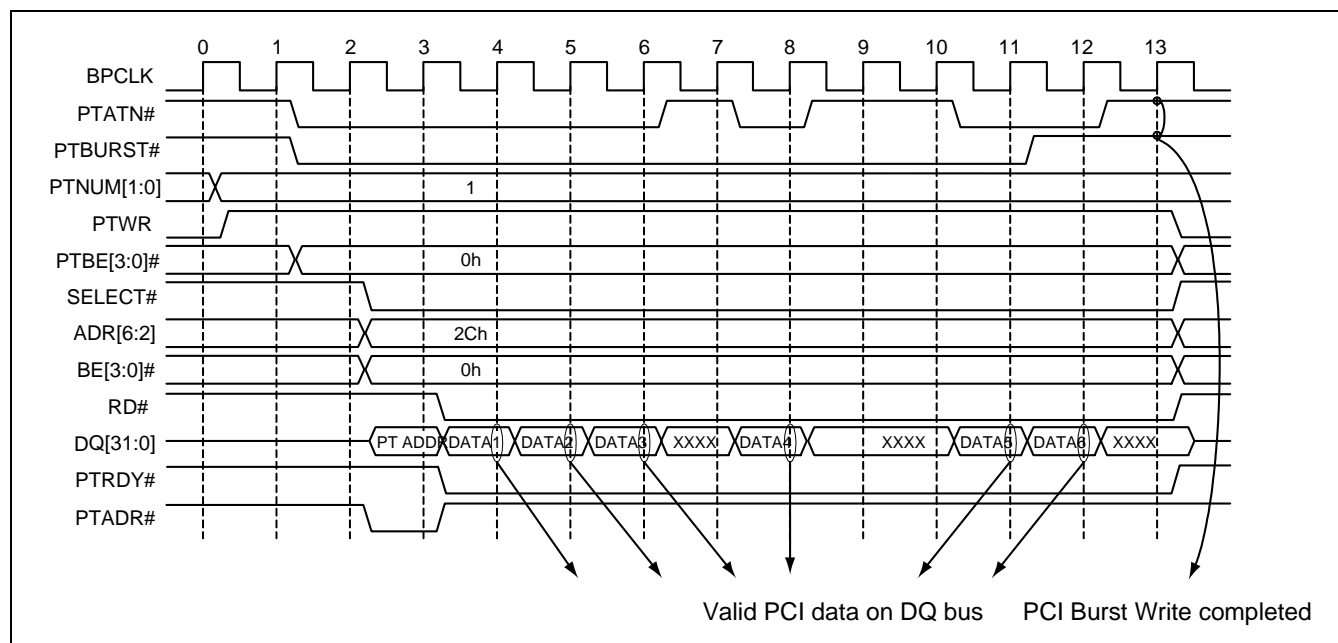 0 1 2 3 4 5 6 7 8 9 10 11 12 13
BPCLK
PTATN#
PTBURST#
PTNUM[1:0] 1
PTWR
PTBE[3:0]# 0h
SELECT#
ADR[6:2] 2Ch
BE[3:0]# 0h
RD#
DQ[31:0] PT ADDR DATA1 DATA2 DATA3 XXXX DATA4 XXXX DATA5 DATA6 XXXX
PTRDY#
PTADR#
Valid PCI data on DQ bus PCI Burst Write completed